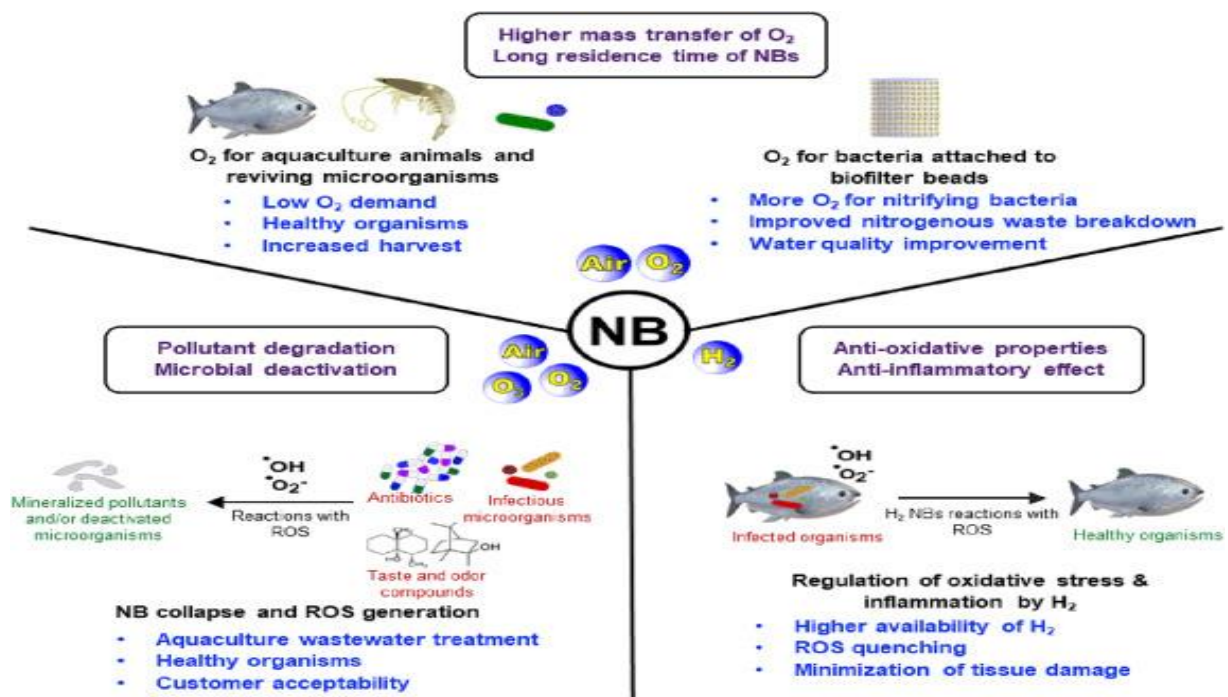 Higher mass transfer of O₂
Long residence time of NBs
O₂ for aquaculture animals and
reviving microorganisms
• Low O₂ demand
• Healthy organisms
• Increased harvest
O₂ for bacteria attached to
biofilter beads
• More O₂ for nitrifying bacteria
• Improved nitrogenous waste breakdown
• Water quality improvement
Air O₂
NB
Air
O₃ O₂
H₂
Pollutant degradation
Microbial deactivation
Mineralized pollutants
and/or deactivated
microorganisms
•OH
•O₂⁻
Reactions with
ROS
Antibiotics
Infectious
microorganisms
OH
Taste and odor
compounds
NB collapse and ROS generation
• Aquaculture wastewater treatment
• Healthy organisms
• Customer acceptability
Anti-oxidative properties
Anti-inflammatory effect
•OH
•O₂⁻
Infected organisms
H₂ NBs reactions with
ROS
Healthy organisms
Regulation of oxidative stress &
inflammation by H₂
• Higher availability of H₂
• ROS quenching
• Minimization of tissue damage